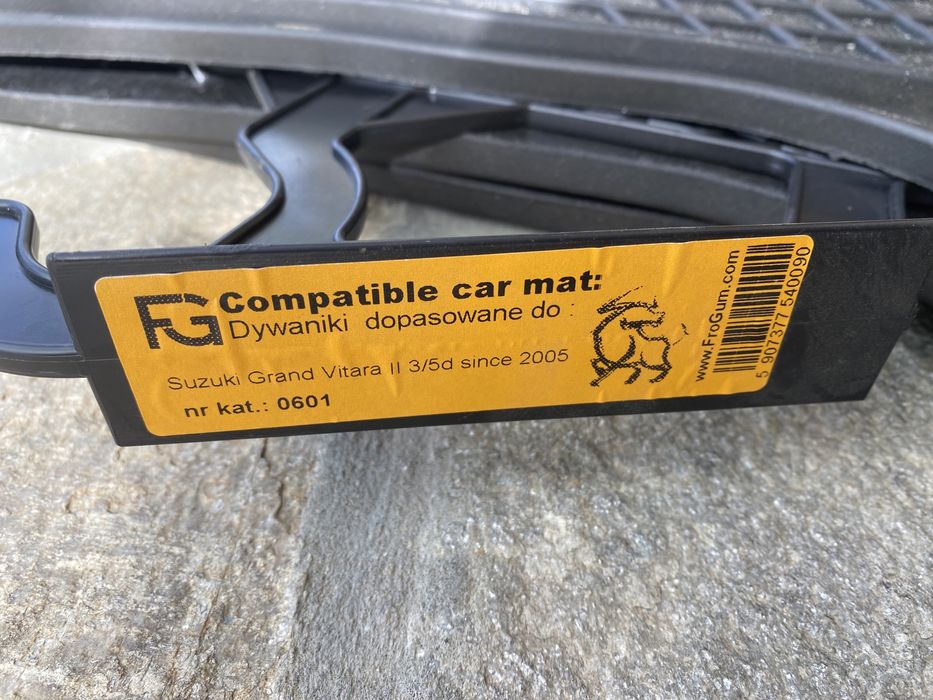 FG
Compatible car mat:
Dywaniki dopasowane do :
Suzuki Grand Vitara II 3/5d since 2005
nr kat.: 0601
www.FroGum.com
5 907377 540090